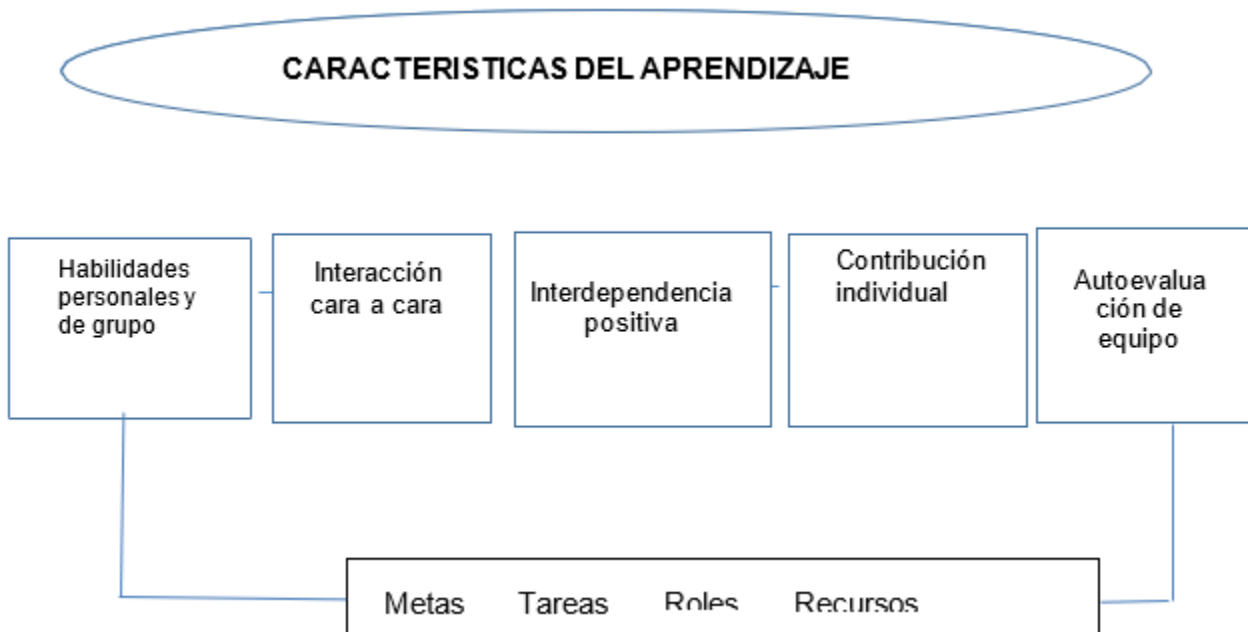 CARACTERISTICAS DEL APRENDIZAJE
Habilidades
personales y
de grupo
Interacción
cara a cara
Interdependencia
positiva
Contribución
individual
Autoevalua
ción de
equipo
Metas Tareas Roles Recursos